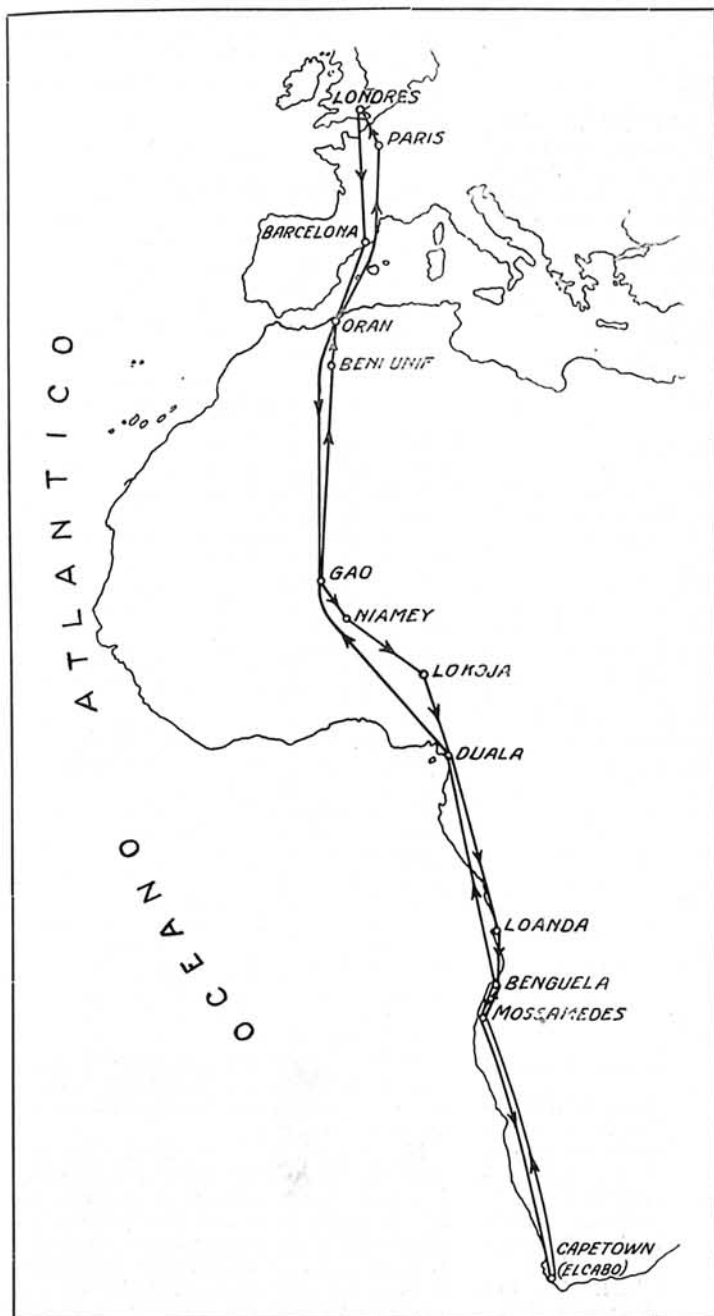 LONDRES
PARIS
BARCELONA
ORAN
BENI UNIF
GAO
NIAMEY
LOKOJA
DUALA
LOANDA
BENGUELA
MOSSAMEDES
CAPETOWN
(EL CABO)
OCEANO ATLANTICO